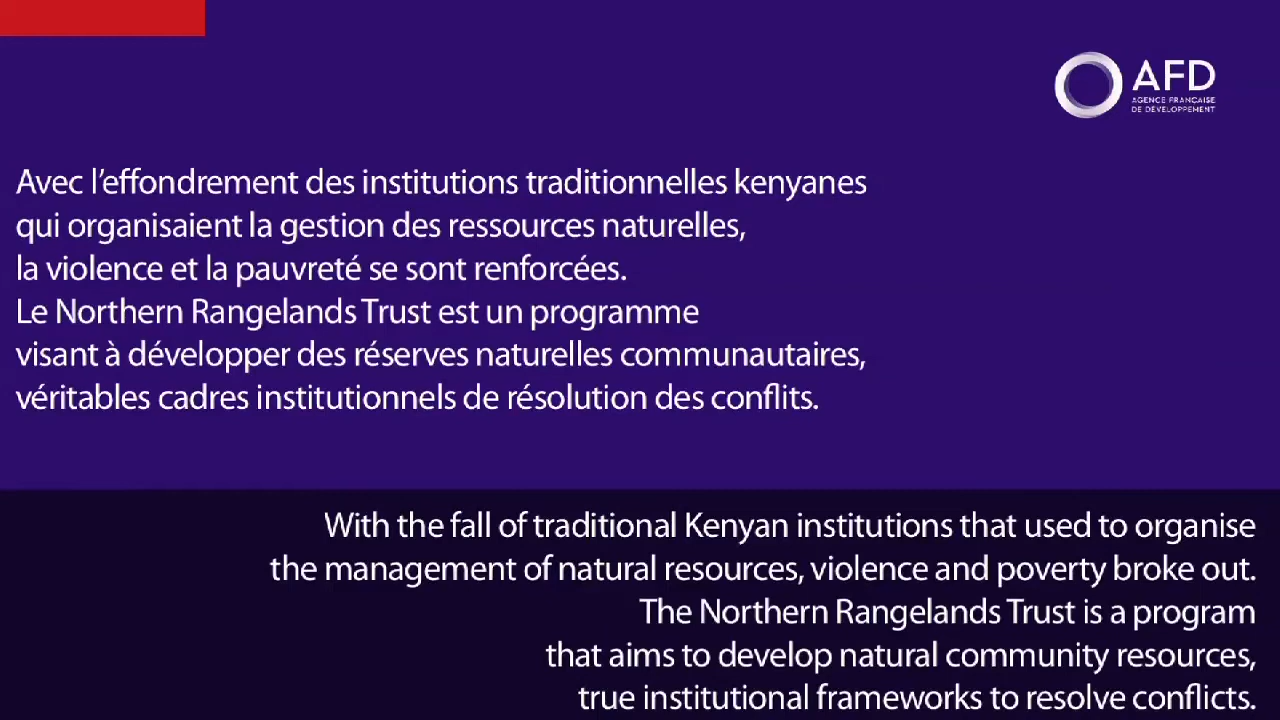 AFD
AGENCE FRANÇAISE
DE DÉVELOPPEMENT
Avec l'effondrement des institutions traditionnelles kenyanes
qui organisaient la gestion des ressources naturelles,
la violence et la pauvreté se sont renforcées.
Le Northern Rangelands Trust est un programme
visant à développer des réserves naturelles communautaires,
véritables cadres institutionnels de résolution des conflits.
With the fall of traditional Kenyan institutions that used to organise
the management of natural resources, violence and poverty broke out.
The Northern Rangelands Trust is a program
that aims to develop natural community resources,
true institutional frameworks to resolve conflicts.